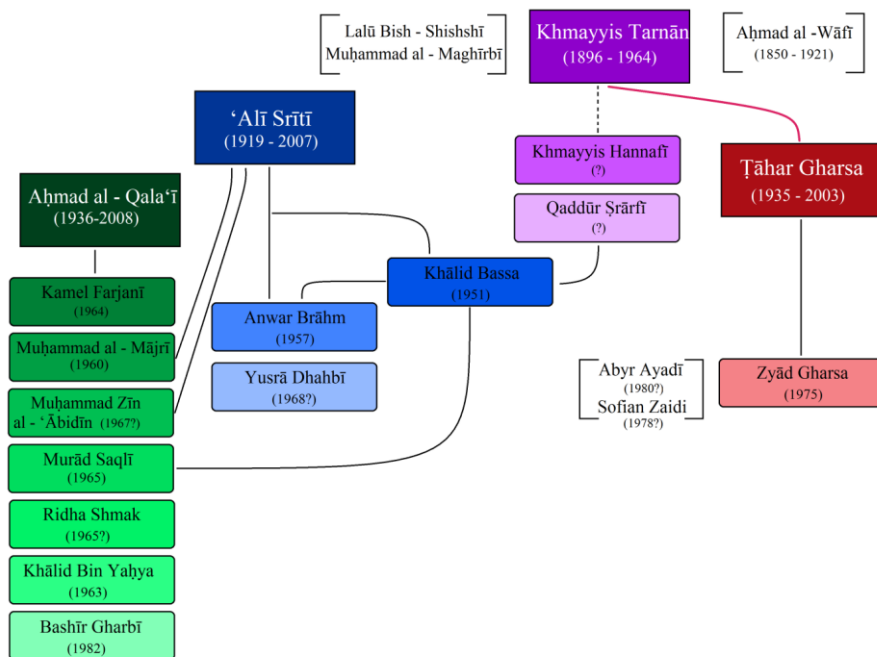 Lalū Bish - Shishshī
Muḥammad al - Maghīrbī
Khmayyis Tarnān
(1896 - 1964)
Aḥmad al -Wāfī
(1850 - 1921)
‘Alī Srītī
(1919 - 2007)
Khmayyis Hannafī
(?)
Ṭāhar Gharsa
(1935 - 2003)
Aḥmad al - Qala‘ī
(1936-2008)
Qaddūr Ṣrārfī
(?)
Khālid Bassa
(1951)
Kamel Farjanī
(1964)
Anwar Brāhm
(1957)
Muḥammad al - Mājrī
(1960)
Yusrā Dhahbī
(1968?)
Abyr Ayadī
(1980?)
Sofian Zaidi
(1978?)
Zyād Gharsa
(1975)
Muḥammad Zīn
al - ‘Ābidīn (1967?)
Murād Saqlī
(1965)
Ridha Shmak
(1965?)
Khālid Bin Yaḥya
(1963)
Bashīr Gharbī
(1982)